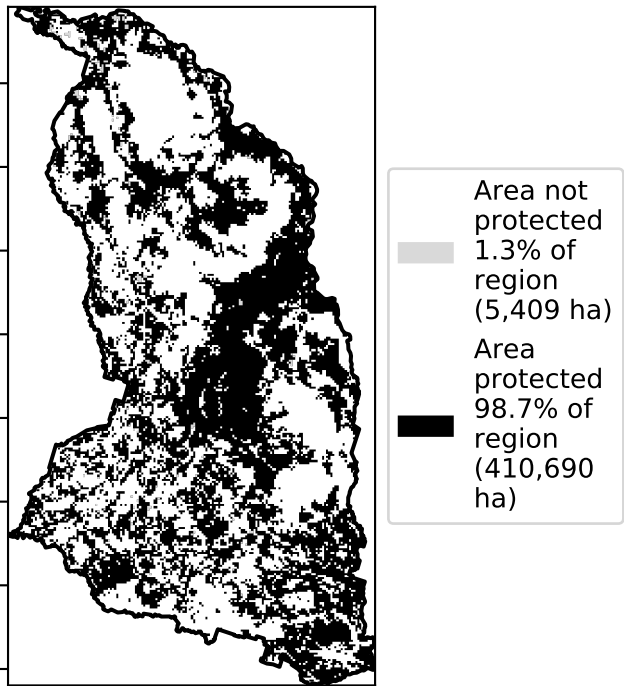 Area not
protected
1.3% of
region
(5,409 ha)
Area
protected
98.7% of
region
(410,690
ha)